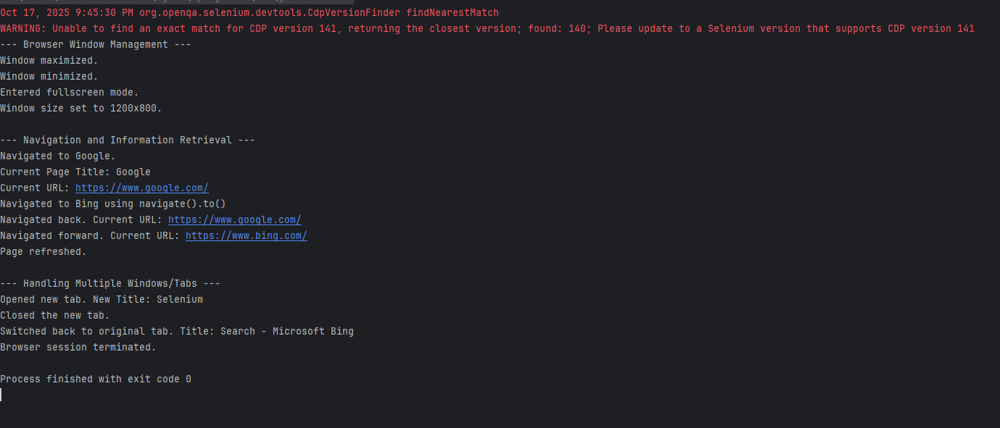 Oct 17, 2025 9:45:30 PM org.openqa.selenium.devtools.CdpVersionFinder findNearestMatch
WARNING: Unable to find an exact match for CDP version 141, returning the closest version; found: 140; Please update to a Selenium version that supports CDP version 141
--- Browser Window Management ---
Window maximized.
Window minimized.
Entered fullscreen mode.
Window size set to 1200x800.
--- Navigation and Information Retrieval ---
Navigated to Google.
Current Page Title: Google
Current URL: https://www.google.com/
Navigated to Bing using navigate().to()
Navigated back. Current URL: https://www.google.com/
Navigated forward. Current URL: https://www.bing.com/
Page refreshed.
--- Handling Multiple Windows/Tabs ---
Opened new tab. New Title: Selenium
Closed the new tab.
Switched back to original tab. Title: Search - Microsoft Bing
Browser session terminated.
Process finished with exit code 0